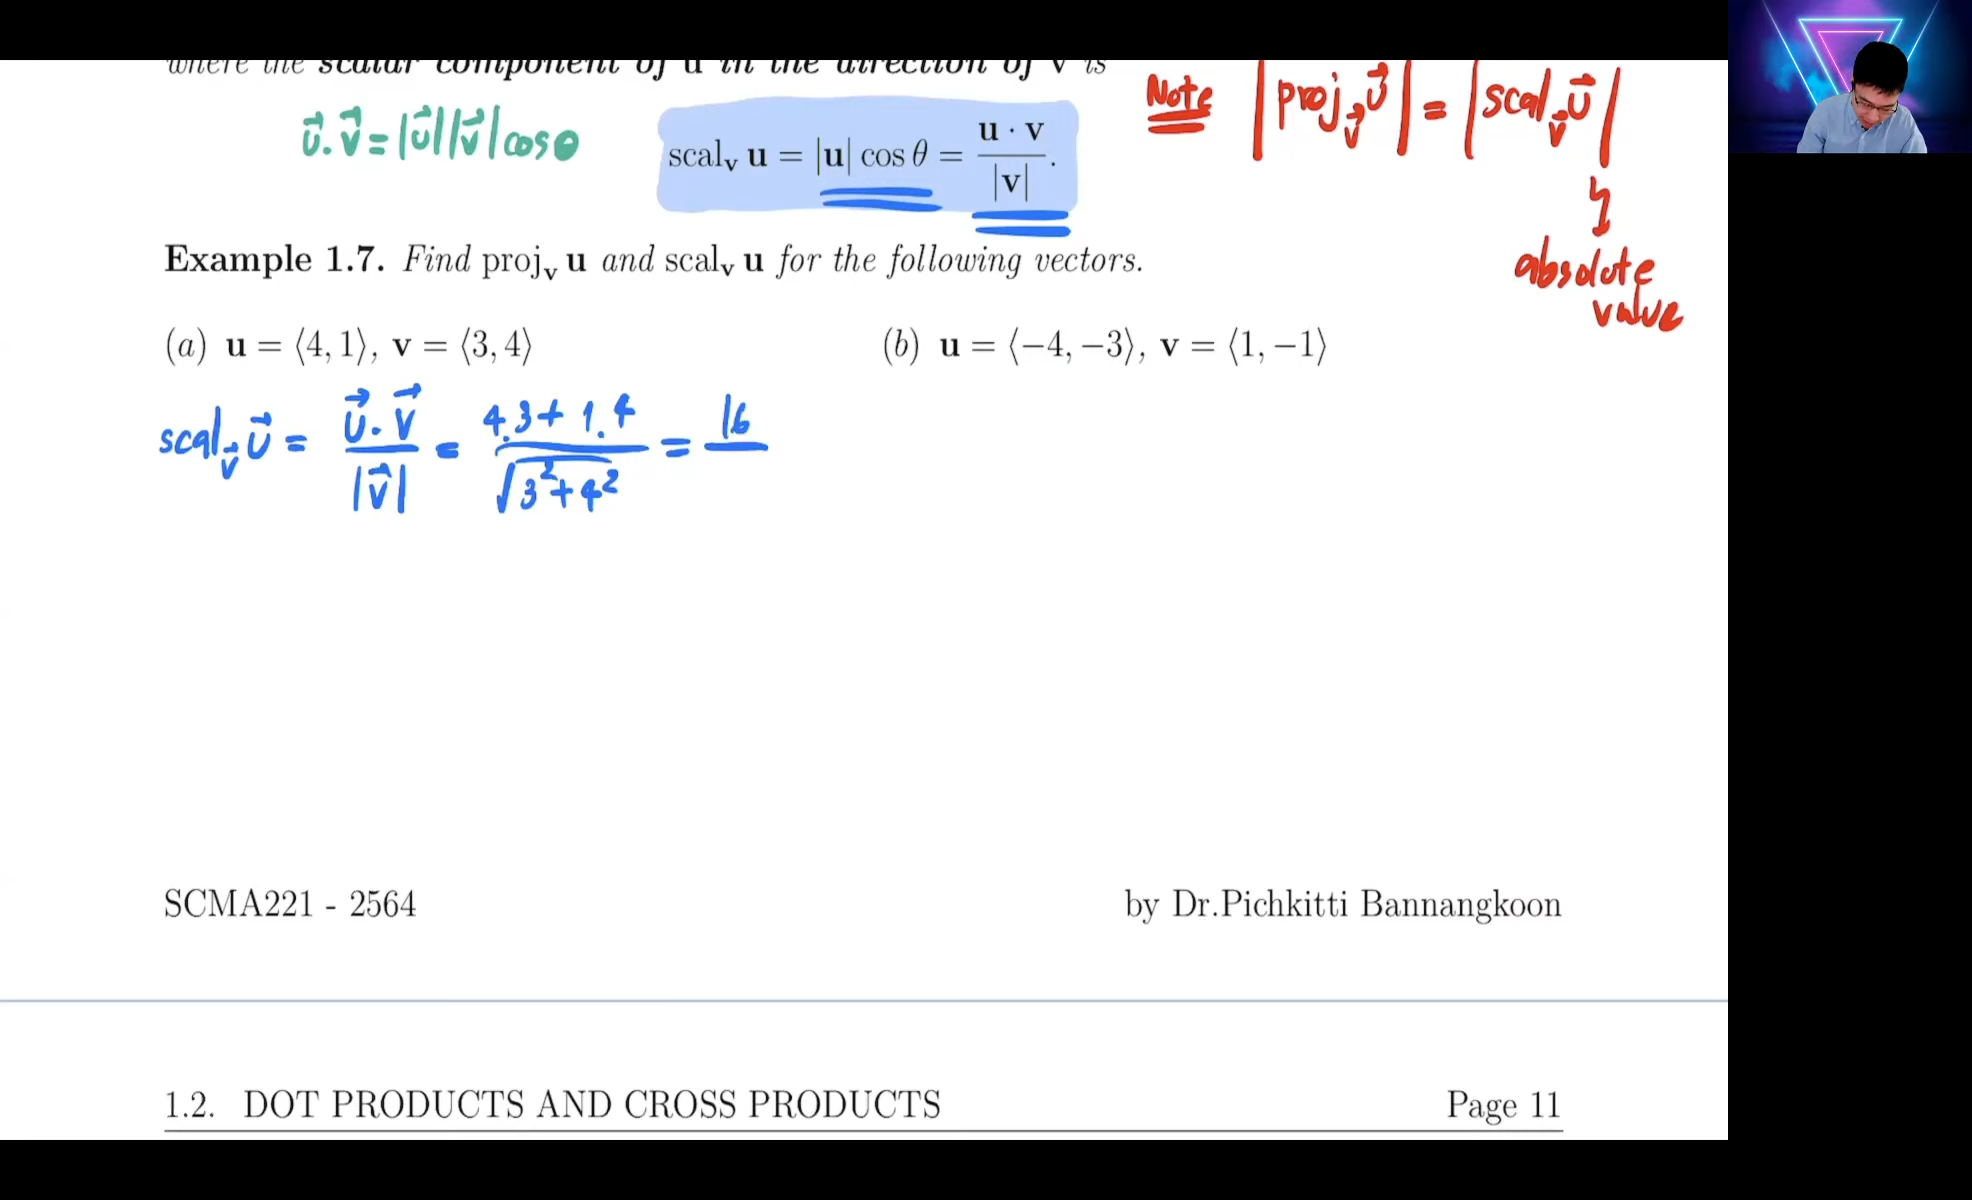 where the scalar component of u in the direction of v is
u⃗·v⃗ = |u⃗||v⃗|cosθ
scal_v u = |u| cos θ = u · v / |v|.
Note |proj_v⃗ u⃗| = |scal_v⃗ u⃗|
absolute
value
Example 1.7. Find proj_v u and scal_v u for the following vectors.
(a) u = ⟨4, 1⟩, v = ⟨3, 4⟩
(b) u = ⟨−4, −3⟩, v = ⟨1, −1⟩
scal_v⃗ u⃗ = u⃗·v⃗ / |v⃗| = 4.3 + 1.4 / √3²+4² = 16
SCMA221 - 2564
by Dr.Pichkitti Bannangkoon
1.2. DOT PRODUCTS AND CROSS PRODUCTS
Page 11